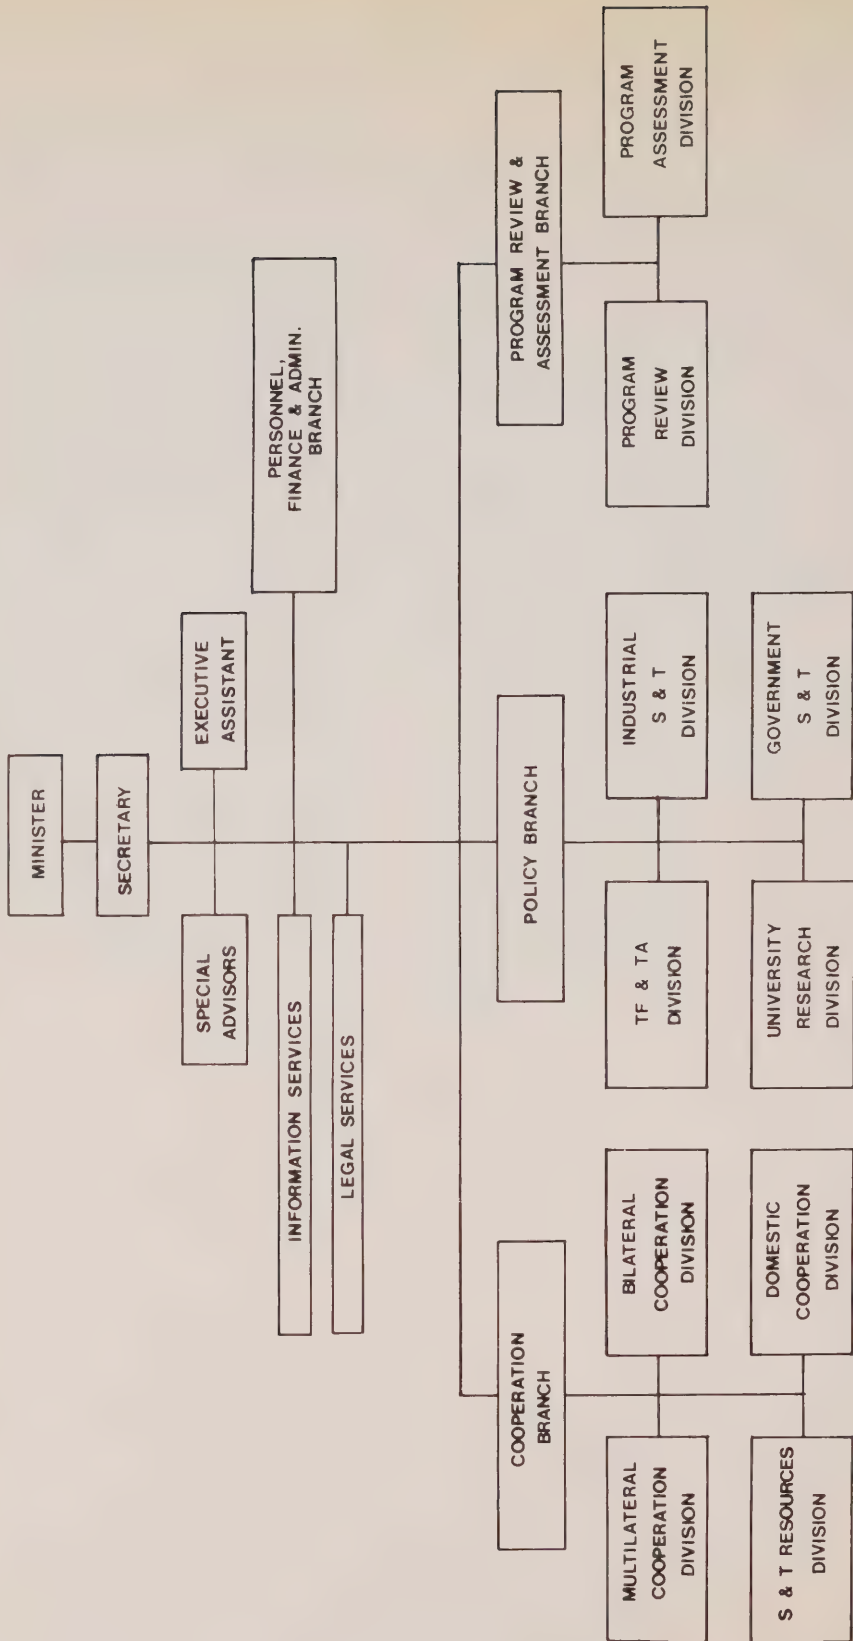 MINISTER
SECRETARY
SPECIAL
ADVISORS
EXECUTIVE
ASSISTANT
INFORMATION SERVICES
PERSONNEL,
FINANCE & ADMIN.
BRANCH
LEGAL SERVICES
COOPERATION
BRANCH
POLICY BRANCH
PROGRAM REVIEW &
ASSESSMENT BRANCH
MULTILATERAL
COOPERATION
DIVISION
BILATERAL
COOPERATION
DIVISION
TF & TA
DIVISION
INDUSTRIAL
S & T
DIVISION
PROGRAM
REVIEW
DIVISION
PROGRAM
ASSESSMENT
DIVISION
S & T RESOURCES
DIVISION
DOMESTIC
COOPERATION
DIVISION
UNIVERSITY
RESEARCH
DIVISION
GOVERNMENT
S & T
DIVISION